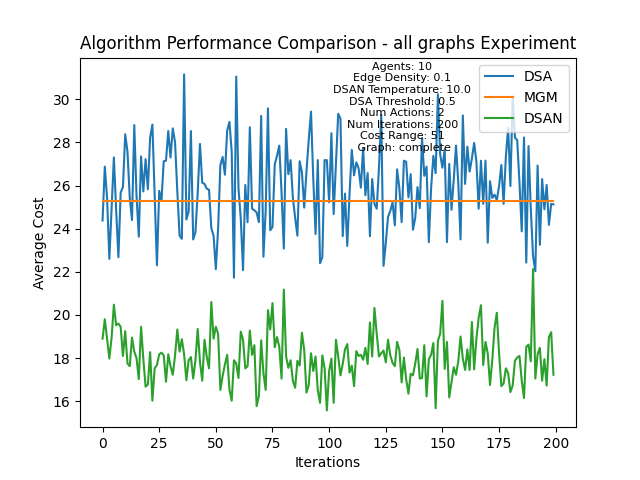 Algorithm Performance Comparison - all graphs Experiment
Agents: 10
Edge Density: 0.1
DSAN Temperature: 10.0
DSA Threshold: 0.5
Num Actions: 2
Num Iterations: 200
Cost Range: 51
Graph: complete
DSA
MGM
DSAN
Average Cost
30
28
26
24
22
20
18
16
0 25 50 75 100 125 150 175 200
Iterations